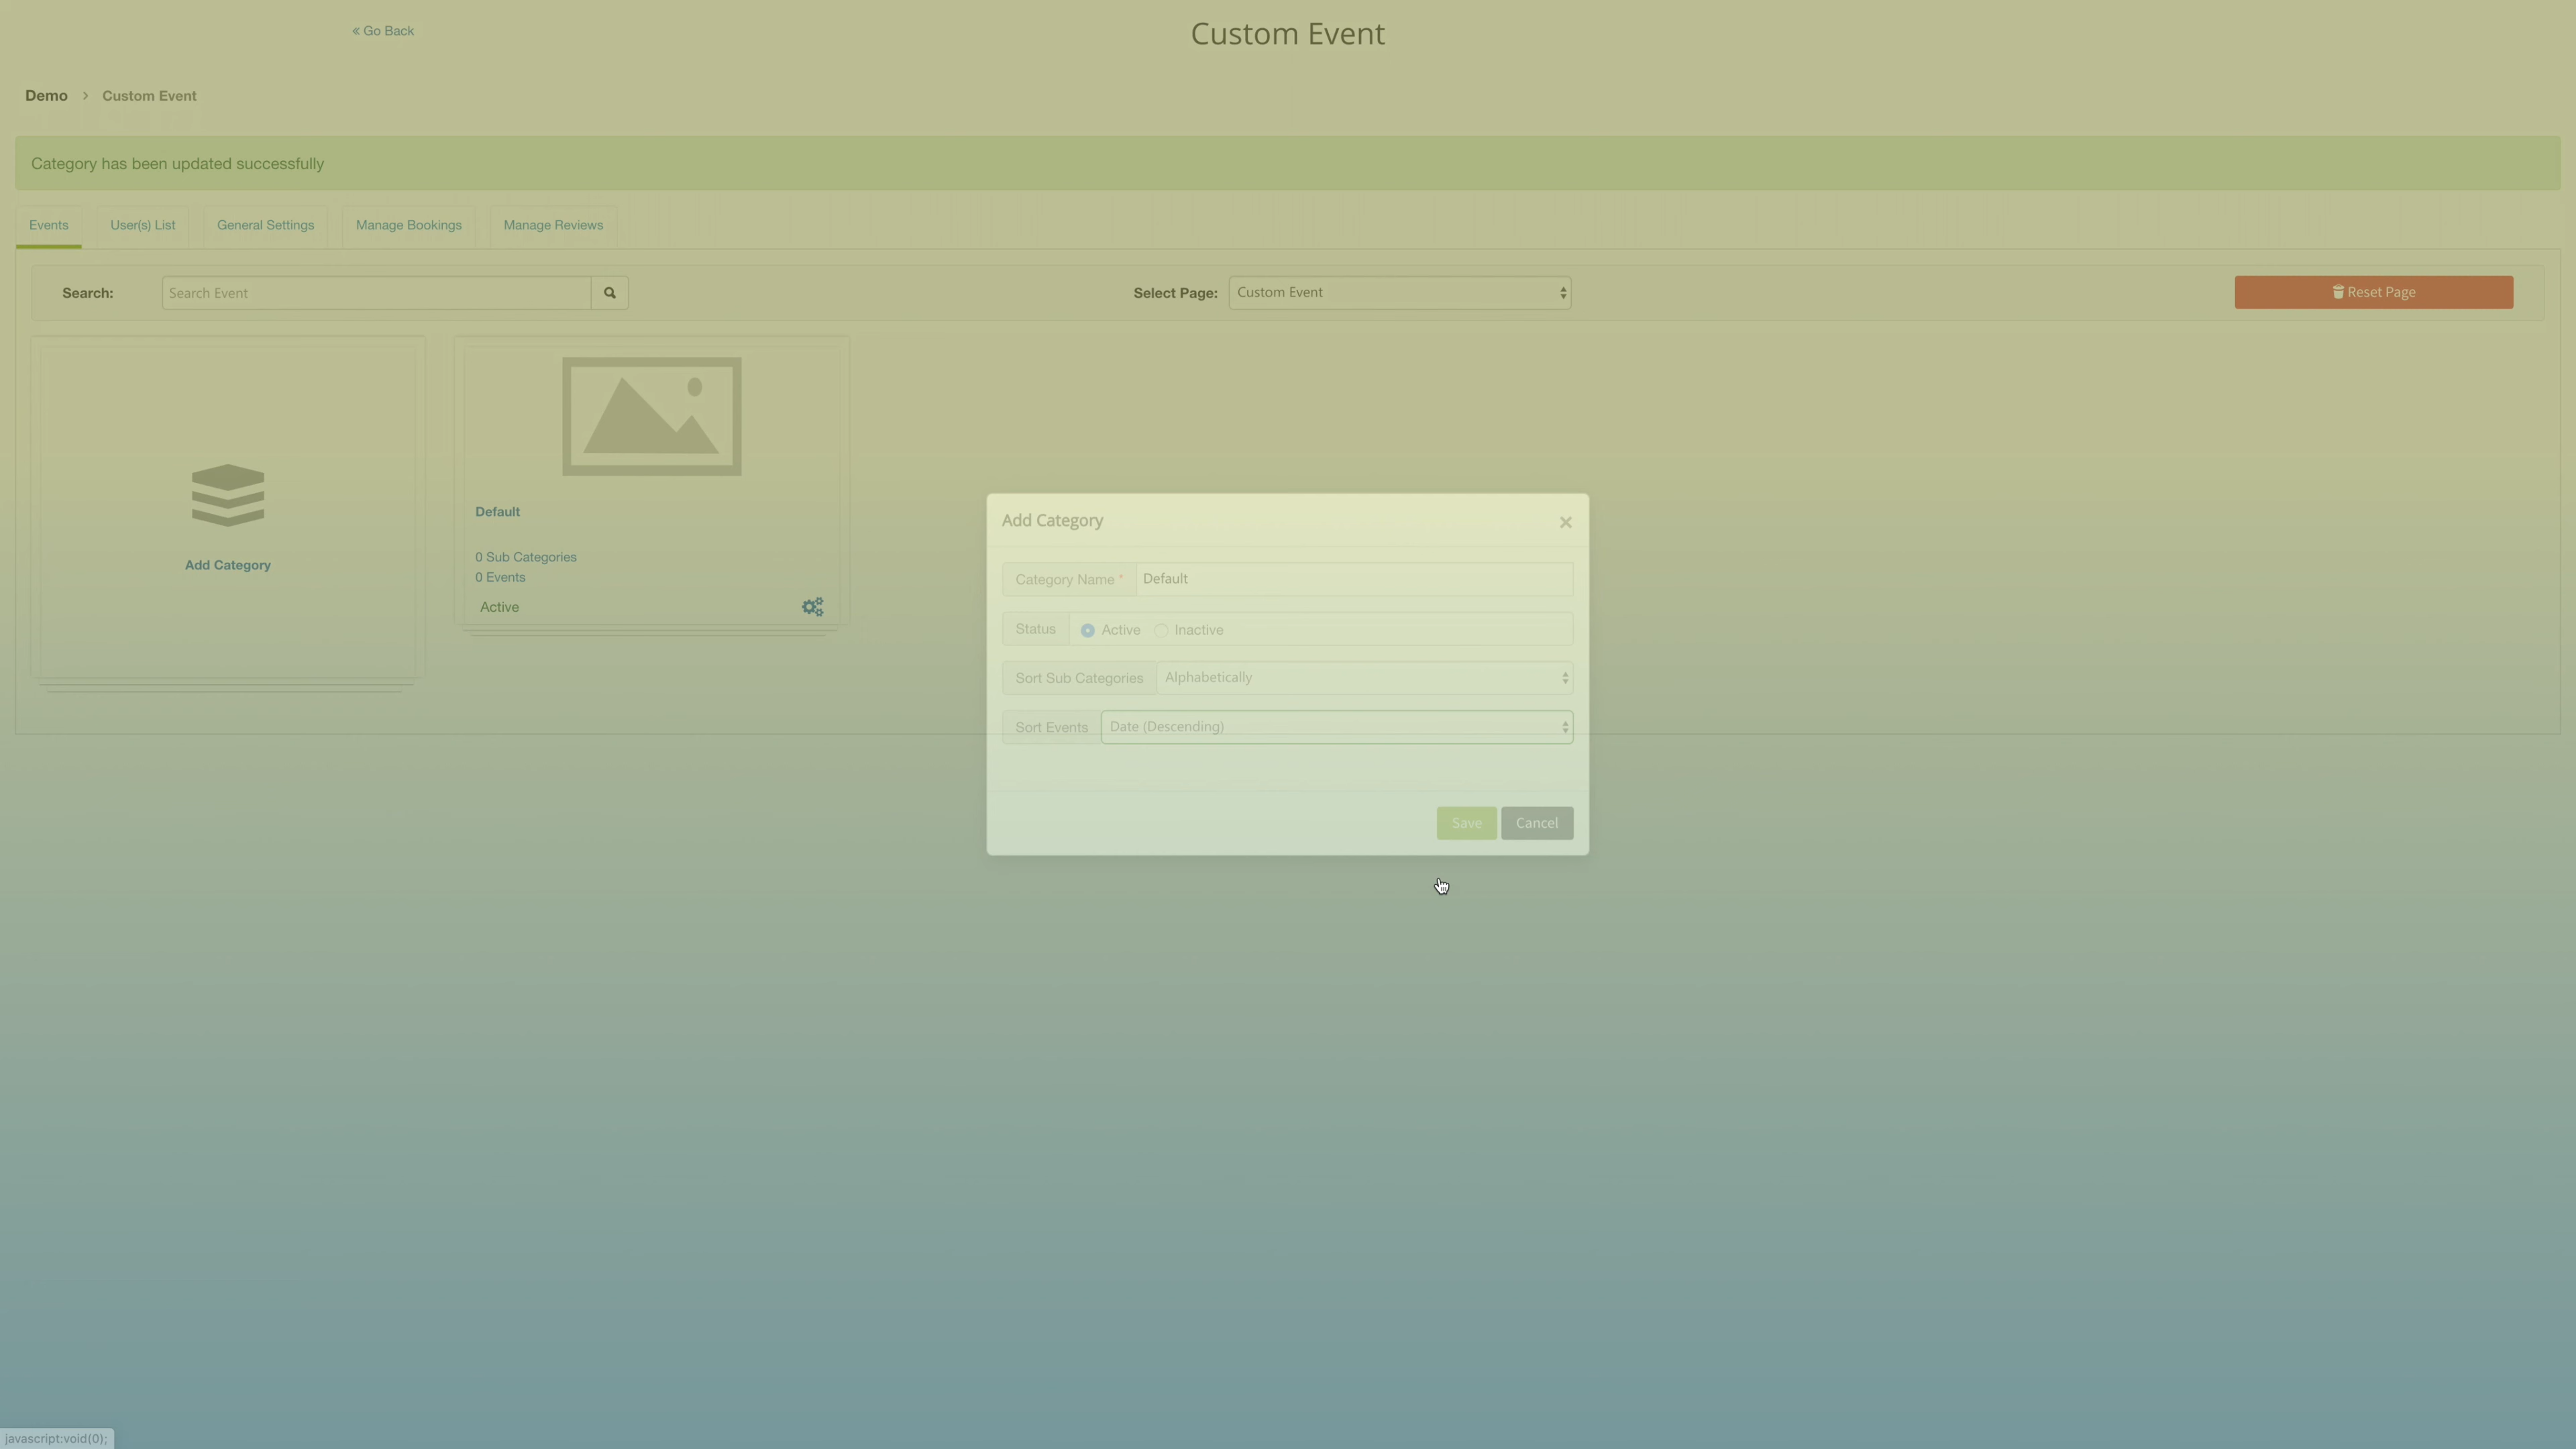 « Go Back
Custom Event
Demo > Custom Event
Category has been updated successfully
Events
User(s) List
General Settings
Manage Bookings
Manage Reviews
Search:
Search Event
Select Page:
Custom Event
Reset Page
Add Category
Default
0 Sub Categories
0 Events
Active
Add Category
×
Category Name *
Default
Status
Active
Inactive
Sort Sub Categories
Alphabetically
Sort Events
Date (Descending)
Save
Cancel
javascript:void(0);